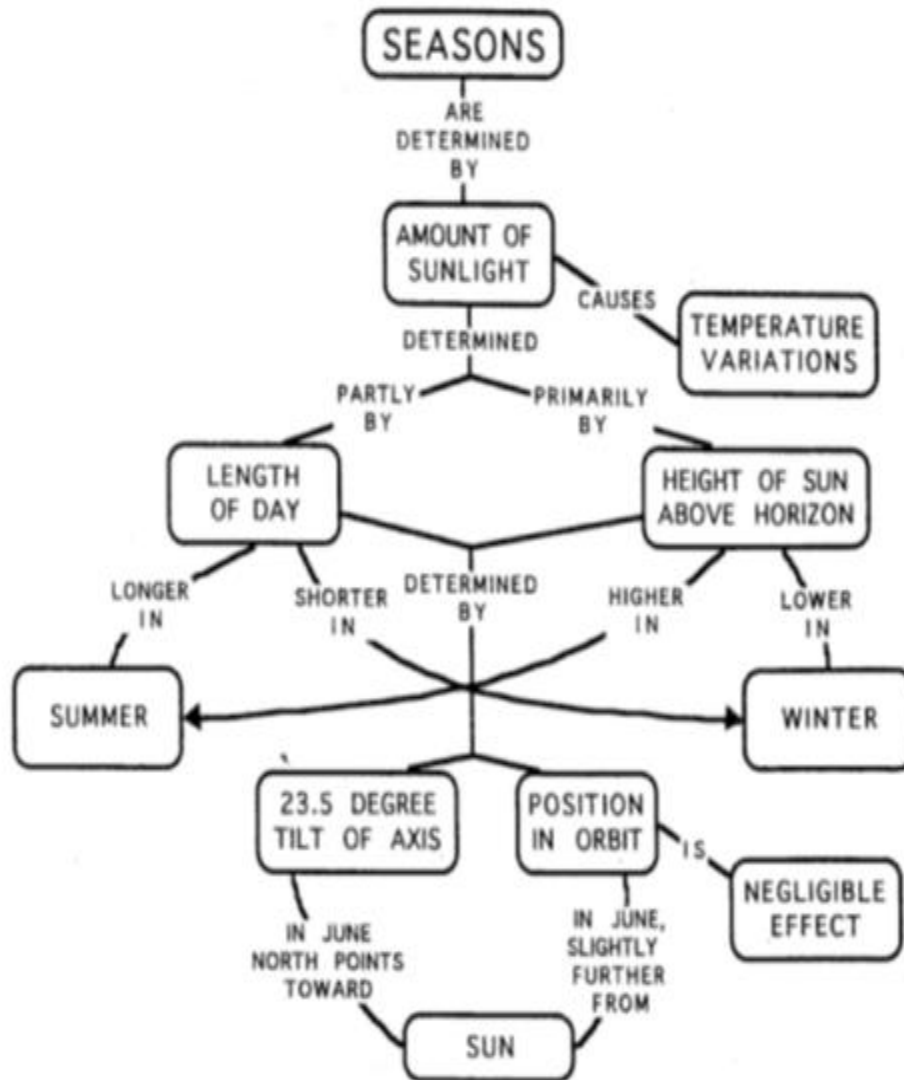 SEASONS
ARE
DETERMINED
BY
AMOUNT OF
SUNLIGHT
CAUSES
TEMPERATURE
VARIATIONS
DETERMINED
PARTLY
BY
PRIMARILY
BY
LENGTH
OF DAY
HEIGHT OF SUN
ABOVE HORIZON
LONGER
IN
SHORTER
IN
DETERMINED
BY
HIGHER
IN
LOWER
IN
SUMMER
WINTER
23.5 DEGREE
TILT OF AXIS
POSITION
IN ORBIT
IS
NEGLIGIBLE
EFFECT
IN JUNE
NORTH POINTS
TOWARD
IN JUNE,
SLIGHTLY
FURTHER
FROM
SUN